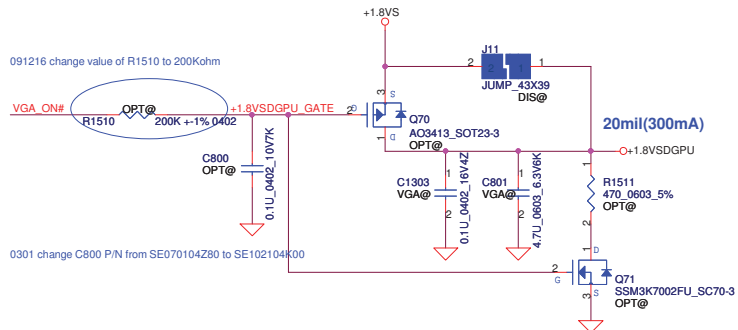 +1.8VS
091216 change value of R1510 to 200Kohm
J11
2 2 1 1
JUMP_43X39
DIS@
VGA_ON#
OPT@
R1510
200K +-1% 0402
+1.8VSDGPU_GATE
2
G
3
S
Q70
AO3413_SOT23-3
OPT@
D
1
20mil(300mA)
+1.8VSDGPU
C800
OPT@
0.1U_0402_10V7K
C1303
VGA@
1
2
0.1U_0402_16V4Z
C801
VGA@
1
2
4.7U_0603_6.3V6K
1
R1511
470_0603_5%
OPT@
2
0301 change C800 P/N from SE070104Z80 to SE102104K00
2
G
1
D
Q71
SSM3K7002FU_SC70-3
OPT@
3
S